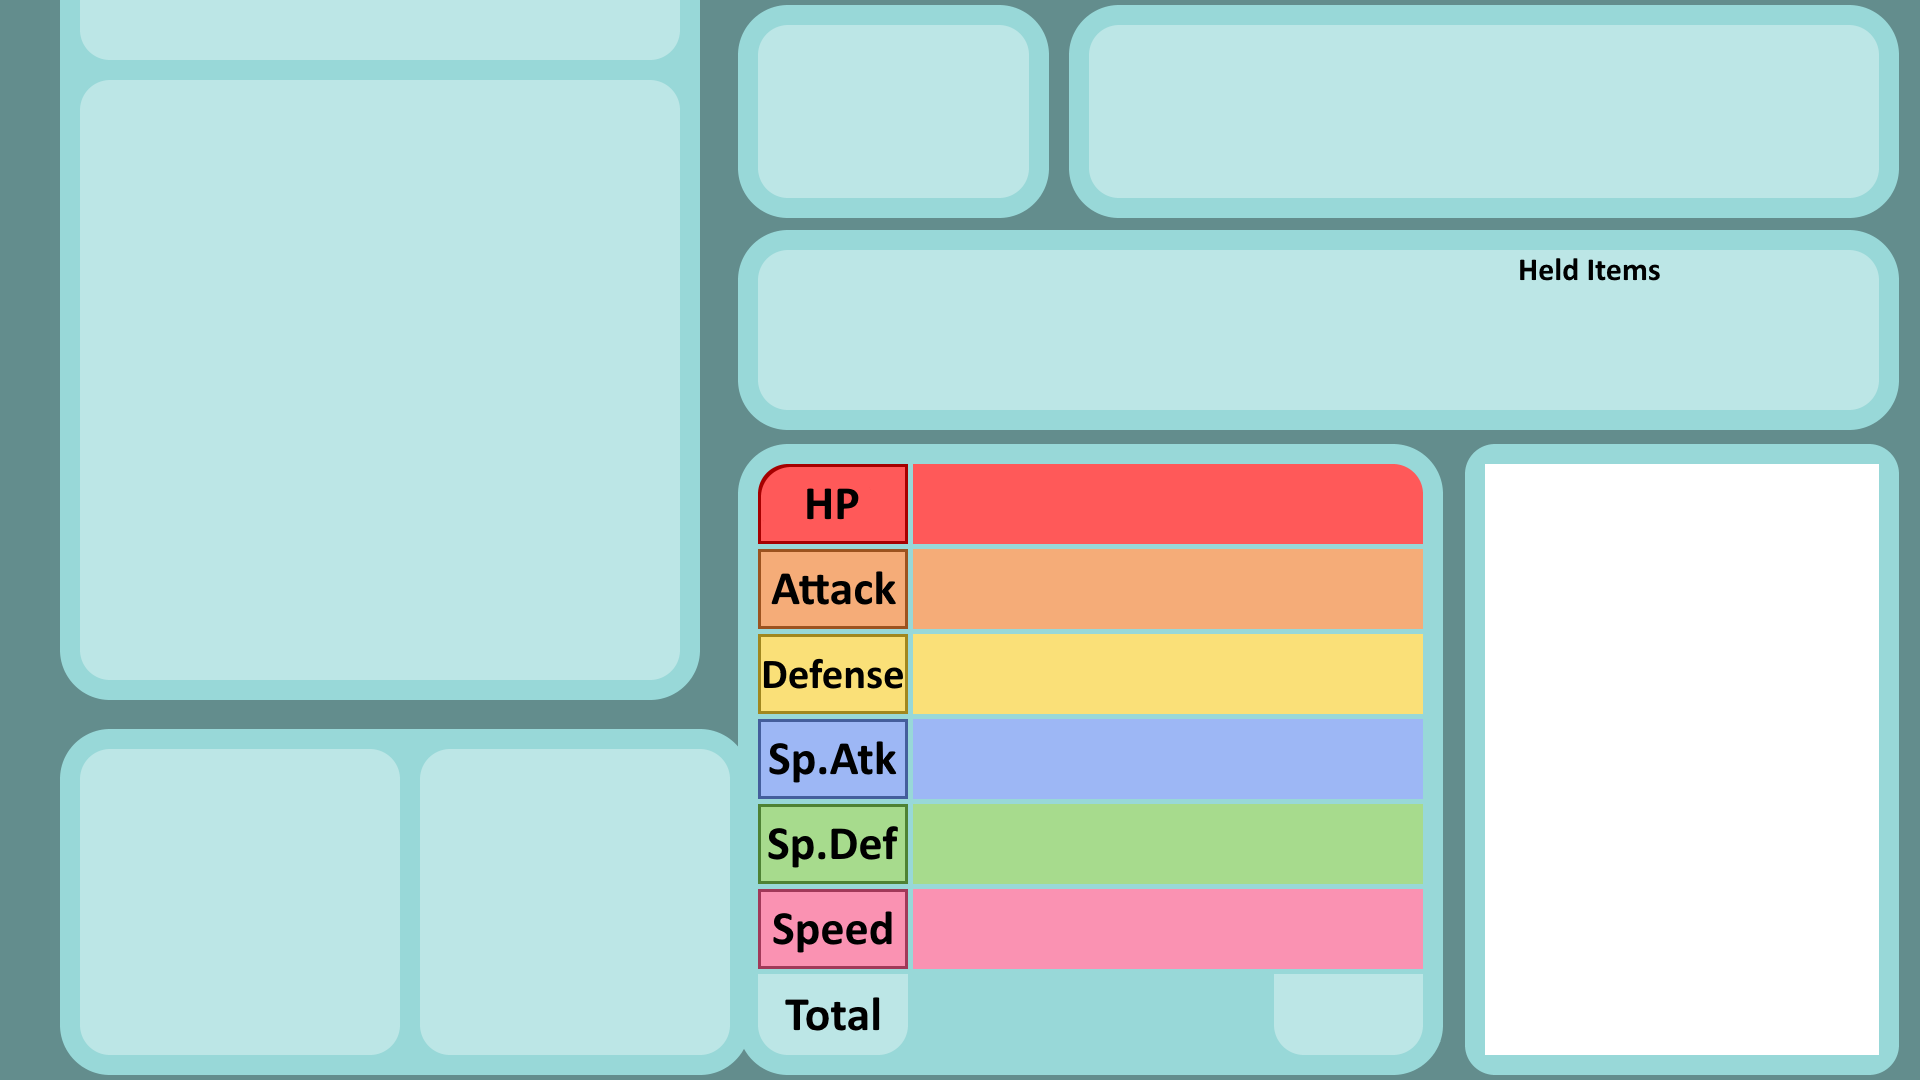 Held Items
HP
Attack
Defense
Sp.Atk
Sp.Def
Speed
Total